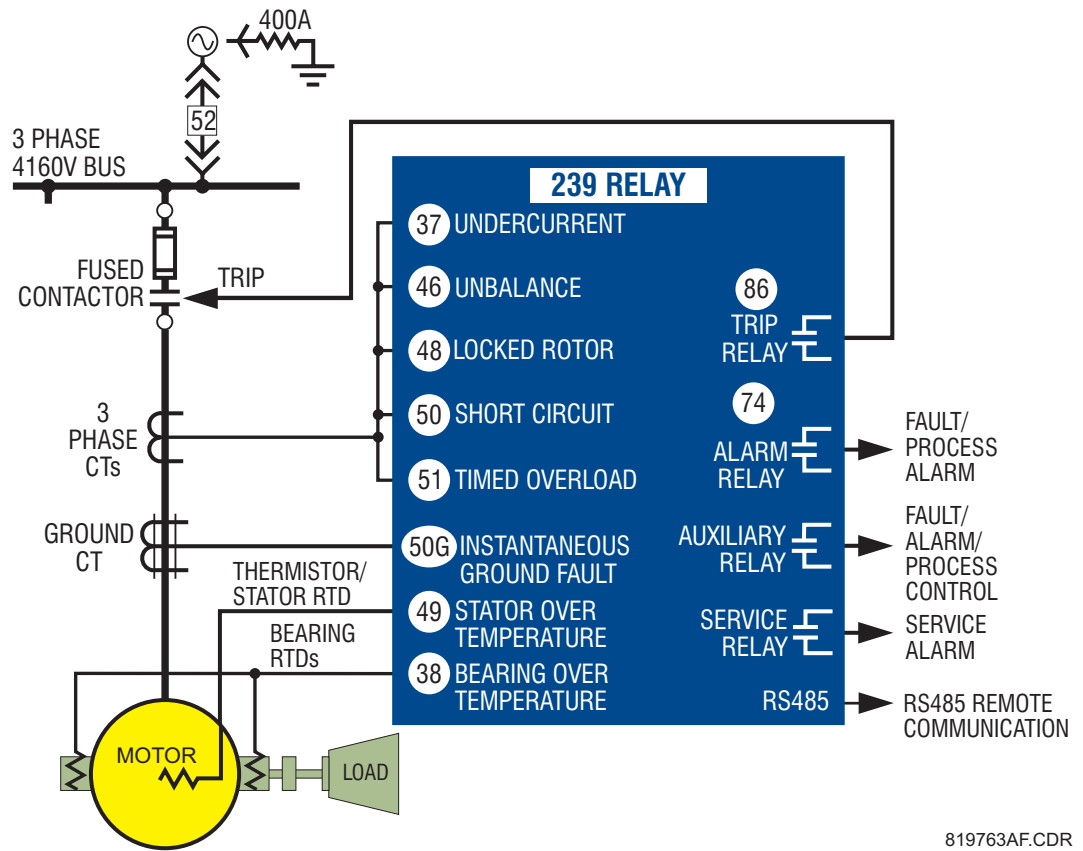 400A
52
3 PHASE
4160V BUS
FUSED
CONTACTOR
TRIP
3
PHASE
CTs
GROUND
CT
THERMISTOR/
STATOR RTD
BEARING
RTDs
MOTOR
LOAD
239 RELAY
37 UNDERCURRENT
46 UNBALANCE
48 LOCKED ROTOR
50 SHORT CIRCUIT
51 TIMED OVERLOAD
50G INSTANTANEOUS
GROUND FAULT
49 STATOR OVER
TEMPERATURE
38 BEARING OVER
TEMPERATURE
86
TRIP
RELAY
74
ALARM
RELAY
AUXILIARY
RELAY
SERVICE
RELAY
RS485
FAULT/
PROCESS
ALARM
FAULT/
ALARM/
PROCESS
CONTROL
SERVICE
ALARM
RS485 REMOTE
COMMUNICATION
819763AF.CDR